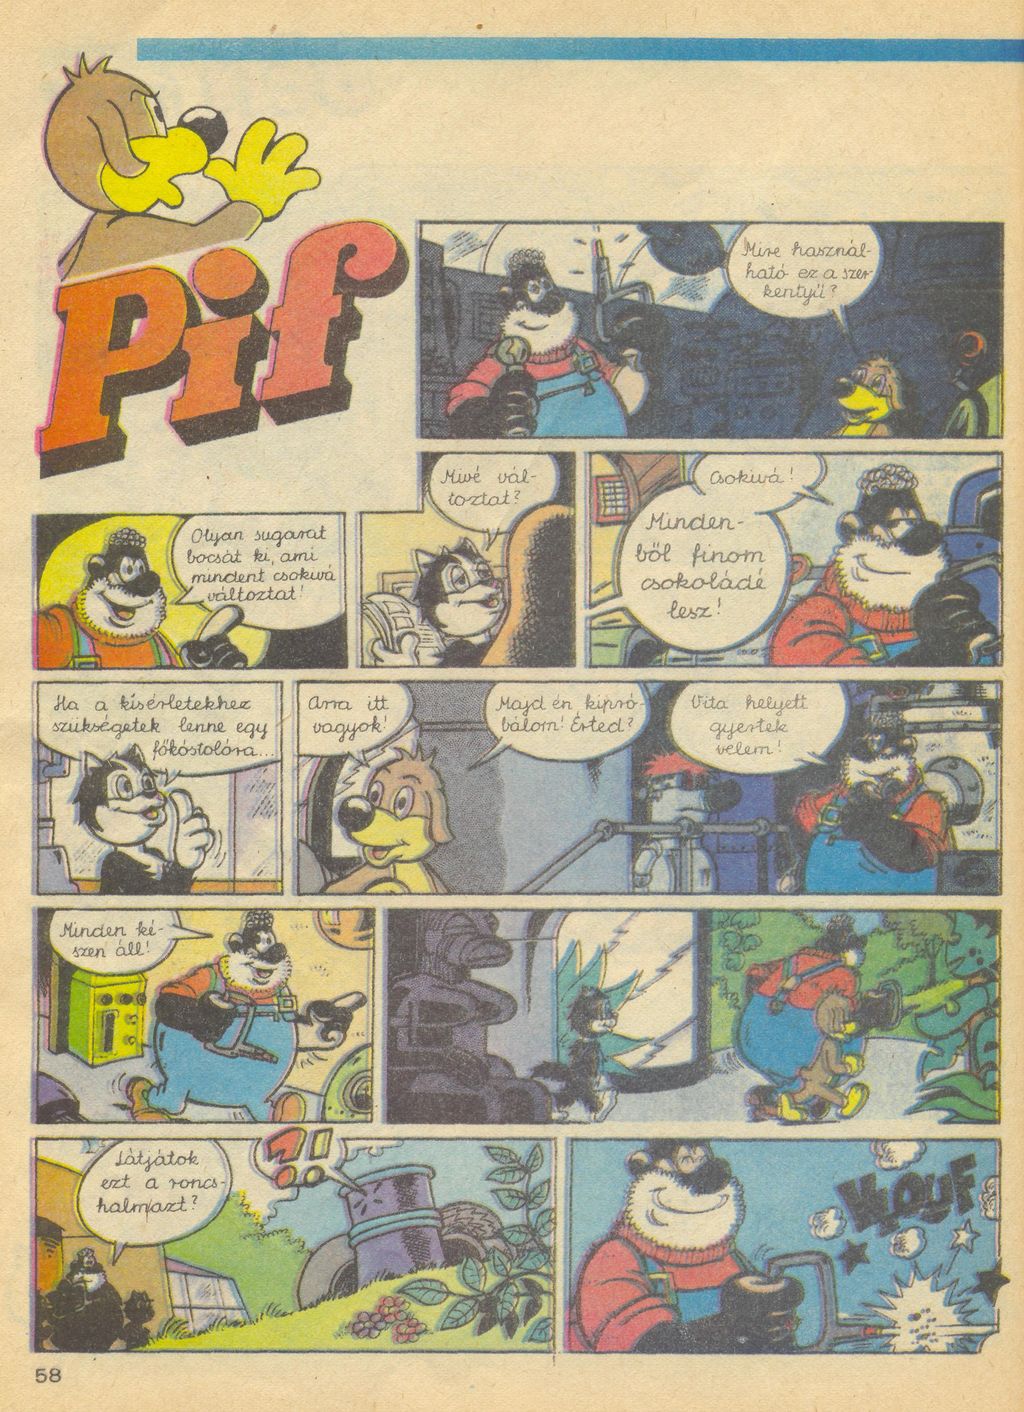 Pif
Mire használ-
ható ez a szer-
kentyű?
Olyan sugarat
bocsát ki, ami
mindent csokivá
változtat!
Mivé vál-
toztat?
Csokivá!
Minden-
ből finom
csokoládé
lesz!
Ha a kísérletekhez
szükségetek lenne egy
főkóstolóra...
Arra itt
vagyok!
Majd én kipró-
bálom! Érted?
Vita helyett
gyertek
velem!
Minden ké-
szen áll!
Látjátok
ezt a roncs-
halmazt?
?!
58